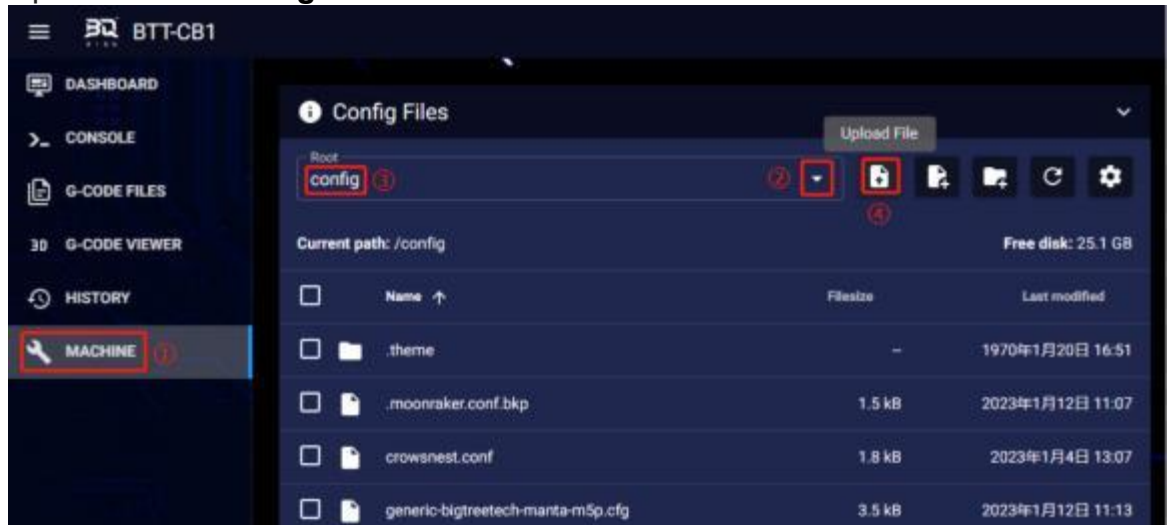 BQ BTT-CB1
DASHBOARD
CONSOLE
G-CODE FILES
3D G-CODE VIEWER
HISTORY
MACHINE ①
Config Files
Upload File
Root
config ③
②
④
Current path: /config
Free disk: 25.1 GB
Name ↑ Filesize Last modified
.theme – 1970年1月20日 16:51
.moonraker.conf.bkp 1.5 kB 2023年1月12日 11:07
crowsnest.conf 1.8 kB 2023年1月4日 13:07
generic-bigtreetech-manta-m5p.cfg 3.5 kB 2023年1月12日 11:13